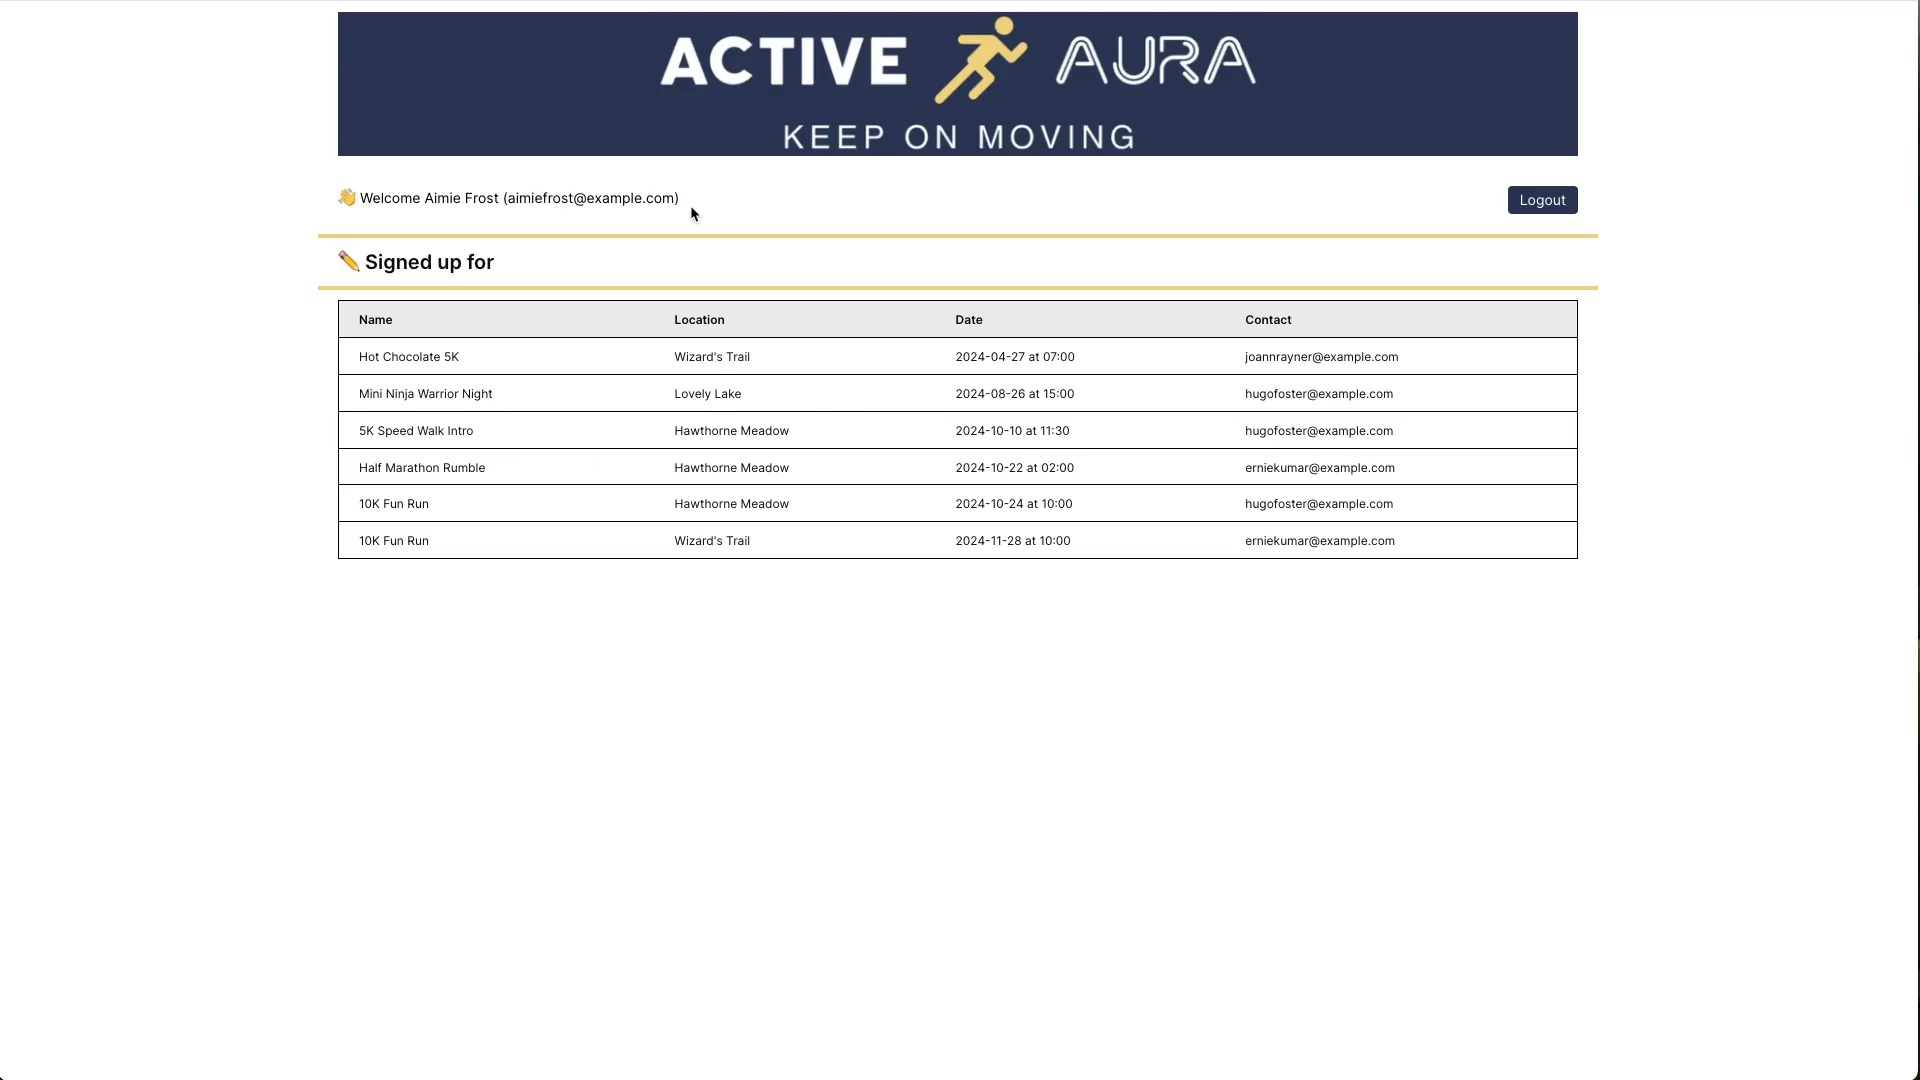 ACTIVE AURA
KEEP ON MOVING
👋 Welcome Aimie Frost (aimiefrost@example.com)
Logout
✏️ Signed up for
Name Location Date Contact
Hot Chocolate 5K Wizard's Trail 2024-04-27 at 07:00 joannrayner@example.com
Mini Ninja Warrior Night Lovely Lake 2024-08-26 at 15:00 hugofoster@example.com
5K Speed Walk Intro Hawthorne Meadow 2024-10-10 at 11:30 hugofoster@example.com
Half Marathon Rumble Hawthorne Meadow 2024-10-22 at 02:00 erniekumar@example.com
10K Fun Run Hawthorne Meadow 2024-10-24 at 10:00 hugofoster@example.com
10K Fun Run Wizard's Trail 2024-11-28 at 10:00 erniekumar@example.com